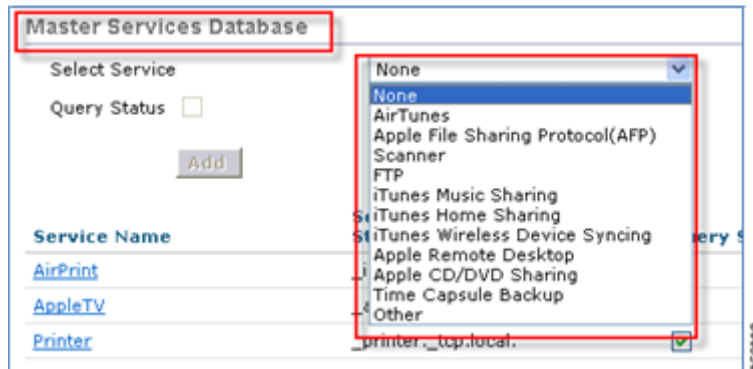 Master Services Database
Select Service
None
Query Status
None
AirTunes
Apple File Sharing Protocol(AFP)
Scanner
FTP
iTunes Music Sharing
iTunes Home Sharing
iTunes Wireless Device Syncing
Apple Remote Desktop
Apple CD/DVD Sharing
Time Capsule Backup
Other
Add
Service Name
AirPrint
AppleTV
Printer _printer._tcp.local.